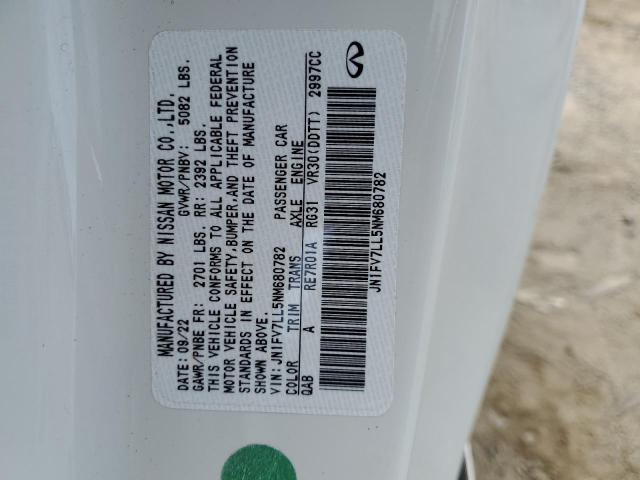 MANUFACTURED BY NISSAN MOTOR CO.,LTD.
DATE: 09/22 GVWR/PNBV: 5082 LBS.
GAWR/PNBE FR: 2701 LBS. RR: 2392 LBS.
THIS VEHICLE CONFORMS TO ALL APPLICABLE FEDERAL
MOTOR VEHICLE SAFETY,BUMPER,AND THEFT PREVENTION
STANDARDS IN EFFECT ON THE DATE OF MANUFACTURE
SHOWN ABOVE.
VIN: JN1FV7LL5NM680782 PASSENGER CAR
COLOR TRIM TRANS AXLE ENGINE
QAB A RE7R01A RG31 VR30(DDTT) 2997CC
JN1FV7LL5NM680782